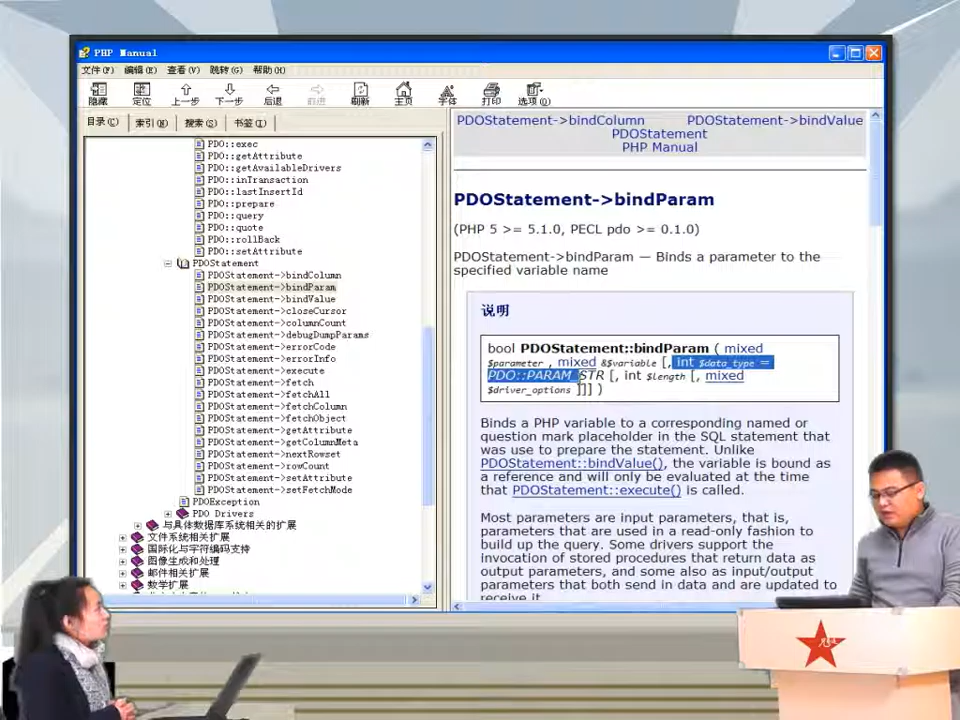 PHP Manual
文件(F) 编辑(E) 查看(V) 跳转(G) 帮助(H)
隐藏 定位 上一步 下一步 后退 前进 刷新 主页 字体 打印 选项(O)
目录(C) 索引(N) 搜索(S) 书签(I)
PDO::exec
PDO::getAttribute
PDO::getAvailableDrivers
PDO::inTransaction
PDO::lastInsertId
PDO::prepare
PDO::query
PDO::quote
PDO::rollBack
PDO::setAttribute
PDOStatement
PDOStatement->bindColumn
PDOStatement->bindParam
PDOStatement->bindValue
PDOStatement->closeCursor
PDOStatement->columnCount
PDOStatement->debugDumpParams
PDOStatement->errorCode
PDOStatement->errorInfo
PDOStatement->execute
PDOStatement->fetch
PDOStatement->fetchAll
PDOStatement->fetchColumn
PDOStatement->fetchObject
PDOStatement->getAttribute
PDOStatement->getColumnMeta
PDOStatement->nextRowset
PDOStatement->rowCount
PDOStatement->setAttribute
PDOStatement->setFetchMode
PDOException
PDO Drivers
与具体数据库系统相关的扩展
文件系统相关扩展
国际化与字符编码支持
图像生成和处理
邮件相关扩展
数学扩展
PDOStatement->bindColumn PDOStatement->bindValue
PDOStatement
PHP Manual
PDOStatement->bindParam
(PHP 5 >= 5.1.0, PECL pdo >= 0.1.0)
PDOStatement->bindParam — Binds a parameter to the
specified variable name
说明
bool PDOStatement::bindParam ( mixed
$parameter , mixed &$variable [, int $data_type =
PDO::PARAM_STR [, int $length [, mixed
$driver_options ]]] )
Binds a PHP variable to a corresponding named or
question mark placeholder in the SQL statement that
was use to prepare the statement. Unlike
PDOStatement::bindValue(), the variable is bound as
a reference and will only be evaluated at the time
that PDOStatement::execute() is called.
Most parameters are input parameters, that is,
parameters that are used in a read-only fashion to
build up the query. Some drivers support the
invocation of stored procedures that return data as
output parameters, and some also as input/output
parameters that both send in data and are updated to
receive it.